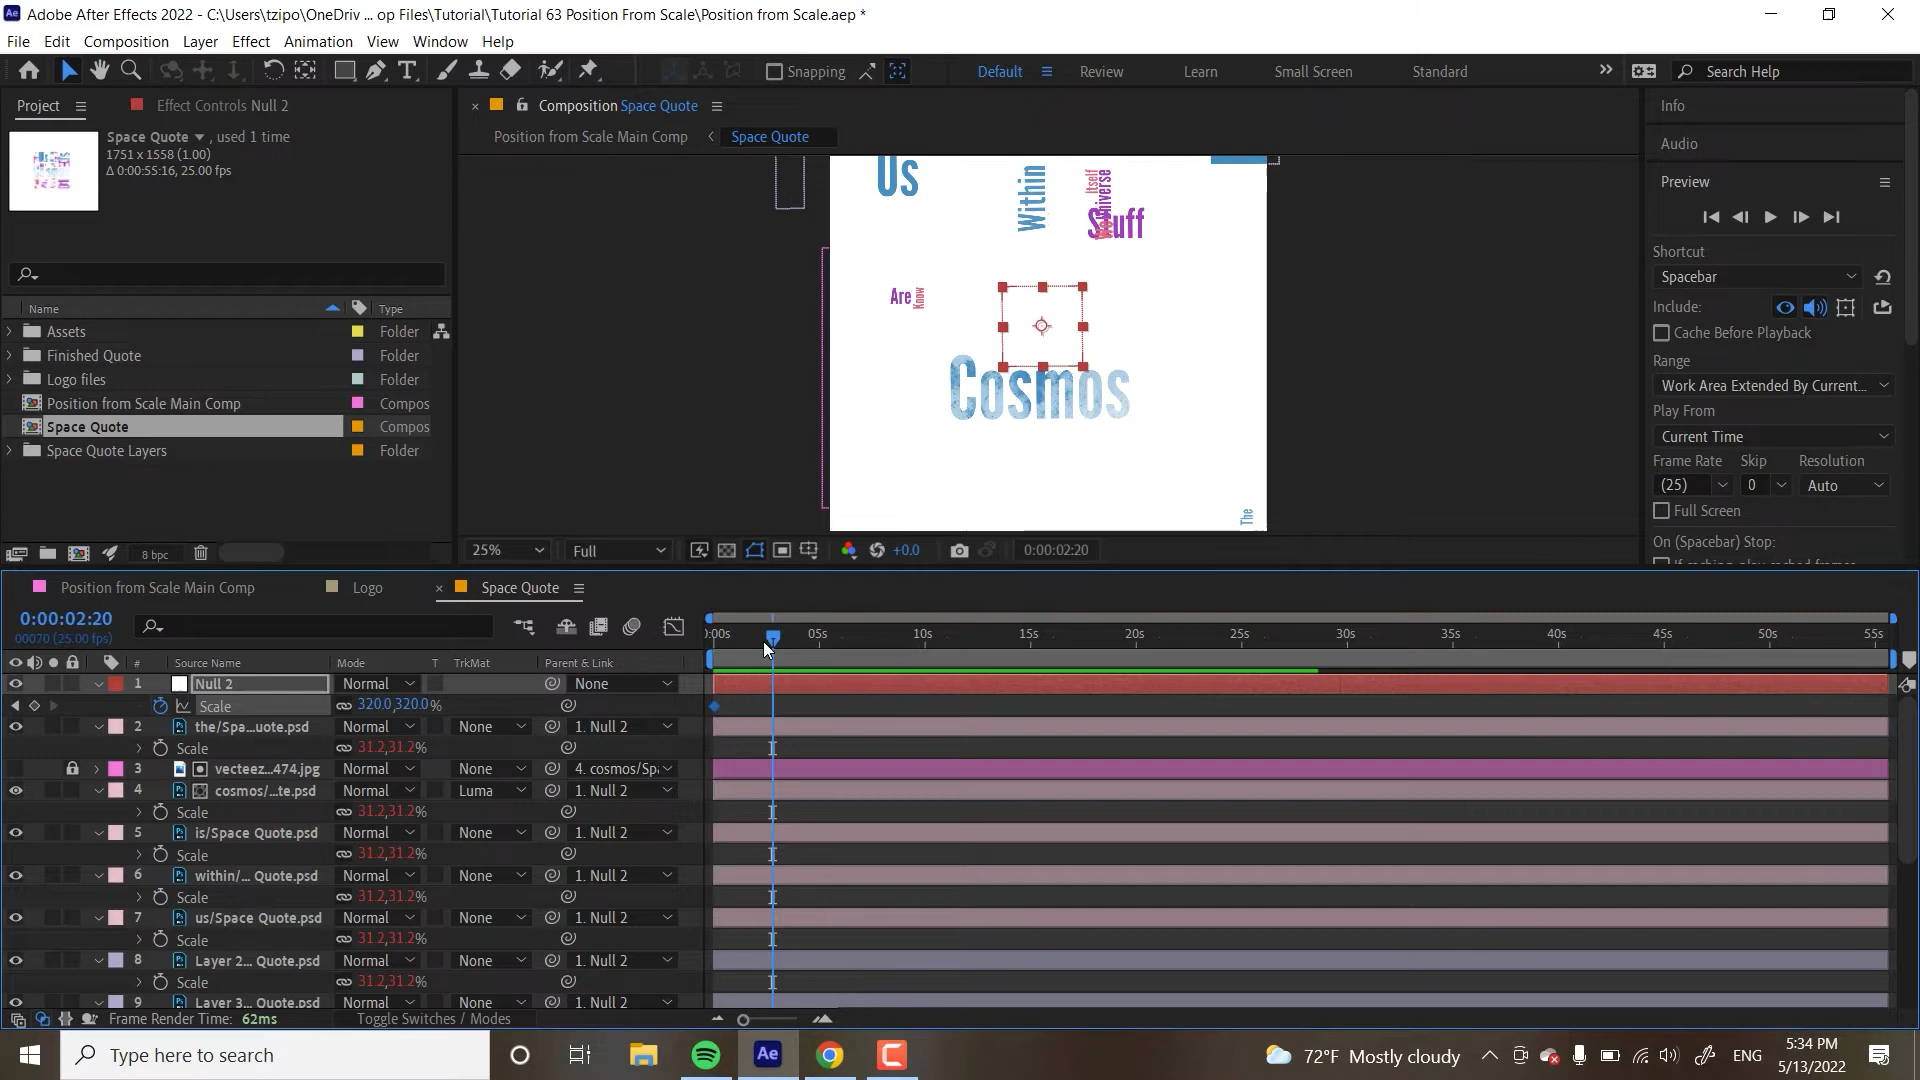 Adobe After Effects 2022 - C:\Users\tzipo\OneDriv ... op Files\Tutorial\Tutorial 63 Position From Scale\Position from Scale.aep *
File Edit Composition Layer Effect Animation View Window Help
Snapping Default Review Learn Small Screen Standard Search Help
Project Effect Controls Null 2
Composition Space Quote
Info
Space Quote , used 1 time
1751 x 1558 (1.00)
Δ 0:00:55:16, 25.00 fps
Position from Scale Main Comp Space Quote
Audio
Preview
Us
Within
Itself
Stuff
Are
Know
Cosmos
The
Name Type
Assets Folder
Finished Quote Folder
Logo files Folder
Position from Scale Main Comp Compos
Space Quote Compos
Space Quote Layers Folder
8 bpc
25% Full +0.0 0:00:02:20
Shortcut
Spacebar
Include:
Cache Before Playback
Range
Work Area Extended By Current...
Play From
Current Time
Frame Rate Skip Resolution
(25) 0 Auto
Full Screen
On (Spacebar) Stop:
Position from Scale Main Comp Logo Space Quote
0:00:02:20
00070 (25.00 fps)
:00s 05s 10s 15s 20s 25s 30s 35s 40s 45s 50s 55s
# Source Name Mode T TrkMat Parent & Link
1 Null 2 Normal None
Scale 320.0,320.0%
2 the/Spa...uote.psd Normal 1. Null 2
Scale 31.2,31.2%
3 vecteez...474.jpg Normal None 4. cosmos/Spa
Scale 31.2,31.2%
4 cosmos/...te.psd Normal Luma 1. Null 2
5 is/Space Quote.psd Normal None 1. Null 2
Scale 31.2,31.2%
6 within/... Quote.psd Normal None 1. Null 2
Scale 31.2,31.2%
7 us/Space Quote.psd Normal None 1. Null 2
Scale 31.2,31.2%
8 Layer 2... Quote.psd Normal None 1. Null 2
Scale 31.2,31.2%
9 Layer 3... Quote.psd Normal None 1. Null 2
Frame Render Time: 62ms Toggle Switches / Modes
Type here to search
Ae
72°F Mostly cloudy
ENG
5:34 PM
5/13/2022